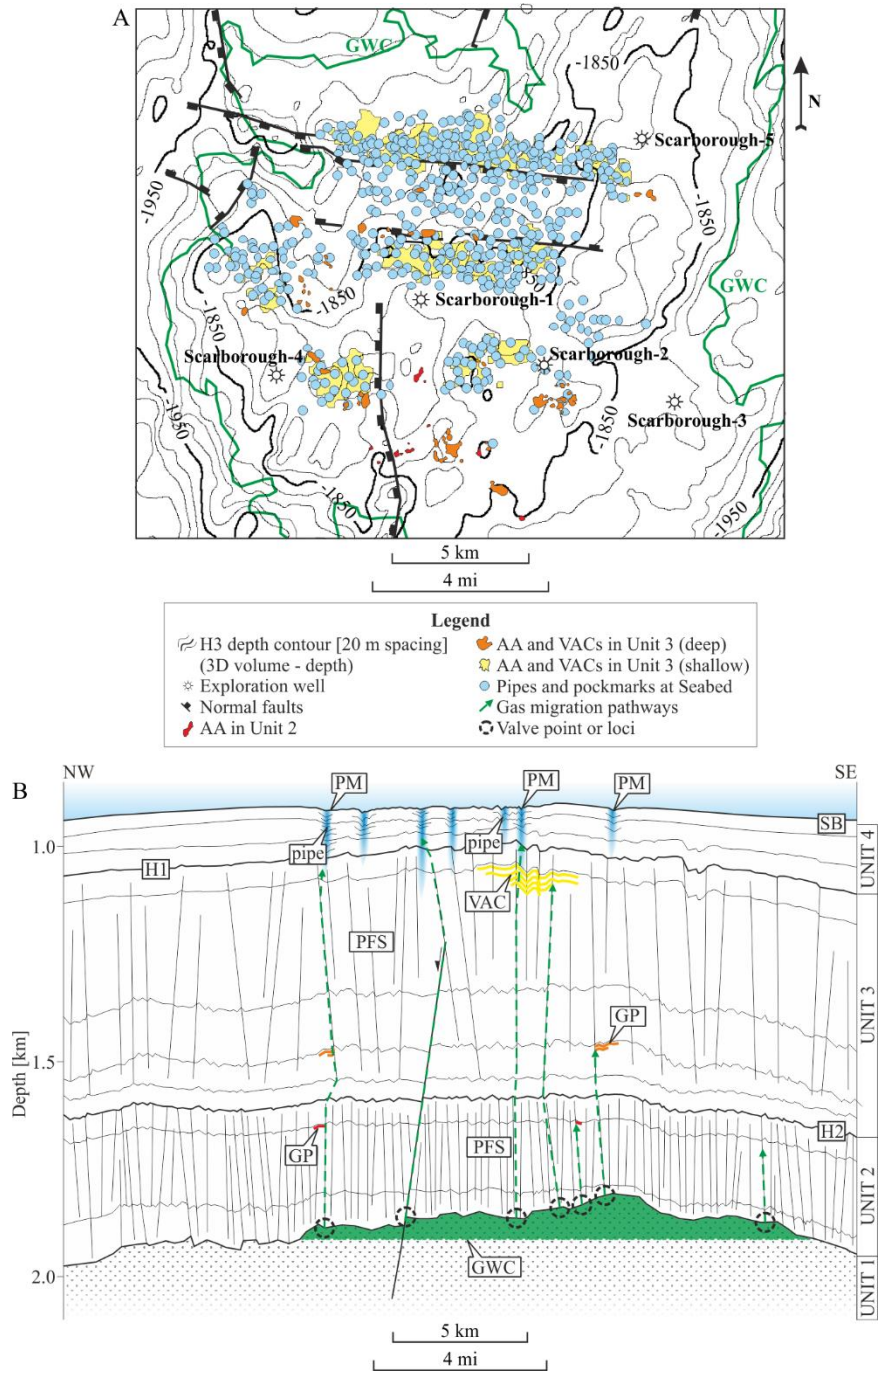 A
GWC
-1850
N
Scarborough-5
-1950
-1850
GWC
-1850
Scarborough-1
-1850
Scarborough-4
Scarborough-2
-1950
Scarborough-3
-1850
-1850
-1950
5 km
4 mi
Legend
H3 depth contour [20 m spacing]
(3D volume - depth)
Exploration well
Normal faults
AA in Unit 2
AA and VACs in Unit 3 (deep)
AA and VACs in Unit 3 (shallow)
Pipes and pockmarks at Seabed
Gas migration pathways
Valve point or loci
B
NW
SE
PM
PM
PM
SB
UNIT 4
pipe
pipe
1.0
H1
VAC
PFS
UNIT 3
GP
Depth [km]
1.5
H2
GP
PFS
UNIT 2
GWC
2.0
UNIT 1
5 km
4 mi